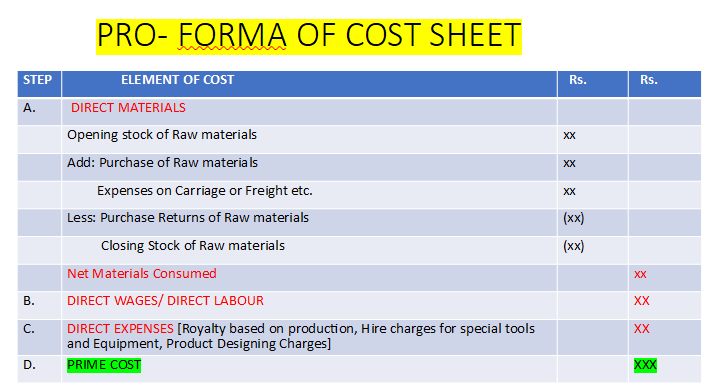 PRO- FORMA OF COST SHEET
STEP ELEMENT OF COST Rs. Rs.
A. DIRECT MATERIALS
Opening stock of Raw materials xx
Add: Purchase of Raw materials xx
Expenses on Carriage or Freight etc. xx
Less: Purchase Returns of Raw materials (xx)
Closing Stock of Raw materials (xx)
Net Materials Consumed xx
B. DIRECT WAGES/ DIRECT LABOUR XX
C. DIRECT EXPENSES [Royalty based on production, Hire charges for special tools XX
and Equipment, Product Designing Charges]
D. PRIME COST XXX